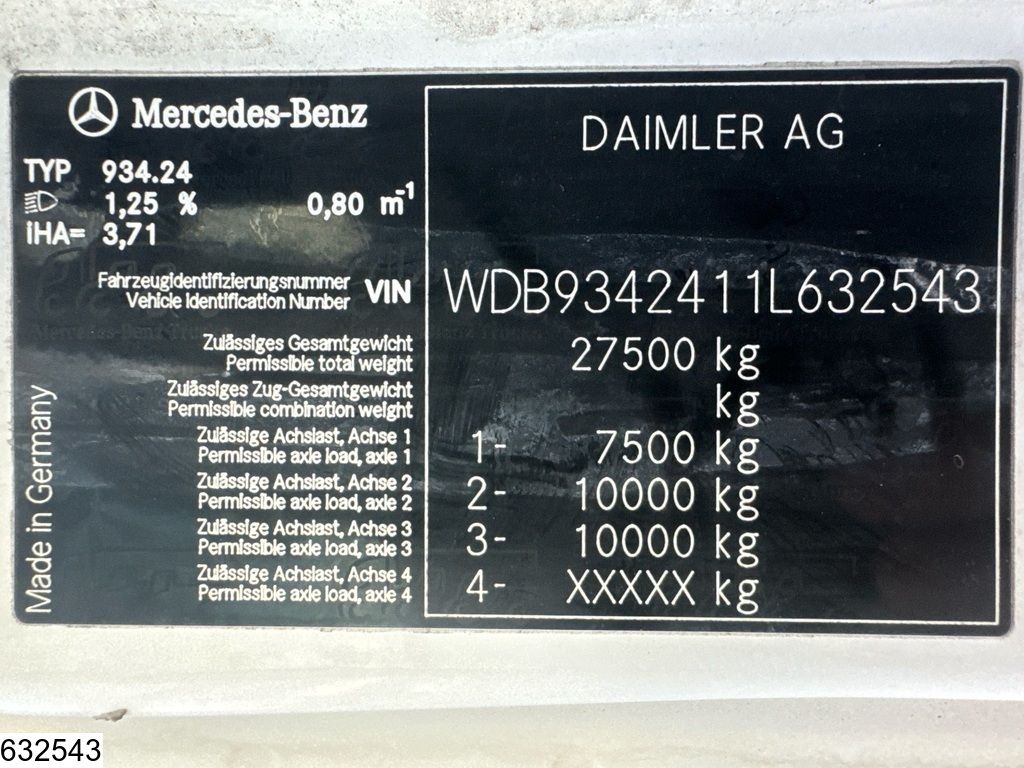 Mercedes-Benz
TYP 934.24
1,25 % 0,80 m⁻¹
iHA= 3,71
DAIMLER AG
Fahrzeugidentifizierungsnummer
Vehicle Identification Number
VIN WDB9342411L632543
Zulässiges Gesamtgewicht
Permissible total weight
27500 kg
Zulässiges Zug-Gesamtgewicht
Permissible combination weight
kg
Zulässige Achslast, Achse 1
Permissible axle load, axle 1
1- 7500 kg
Zulässige Achslast, Achse 2
Permissible axle load, axle 2
2- 10000 kg
Zulässige Achslast, Achse 3
Permissible axle load, axle 3
3- 10000 kg
Zulässige Achslast, Achse 4
Permissible axle load, axle 4
4- XXXXX kg
Made in Germany
632543